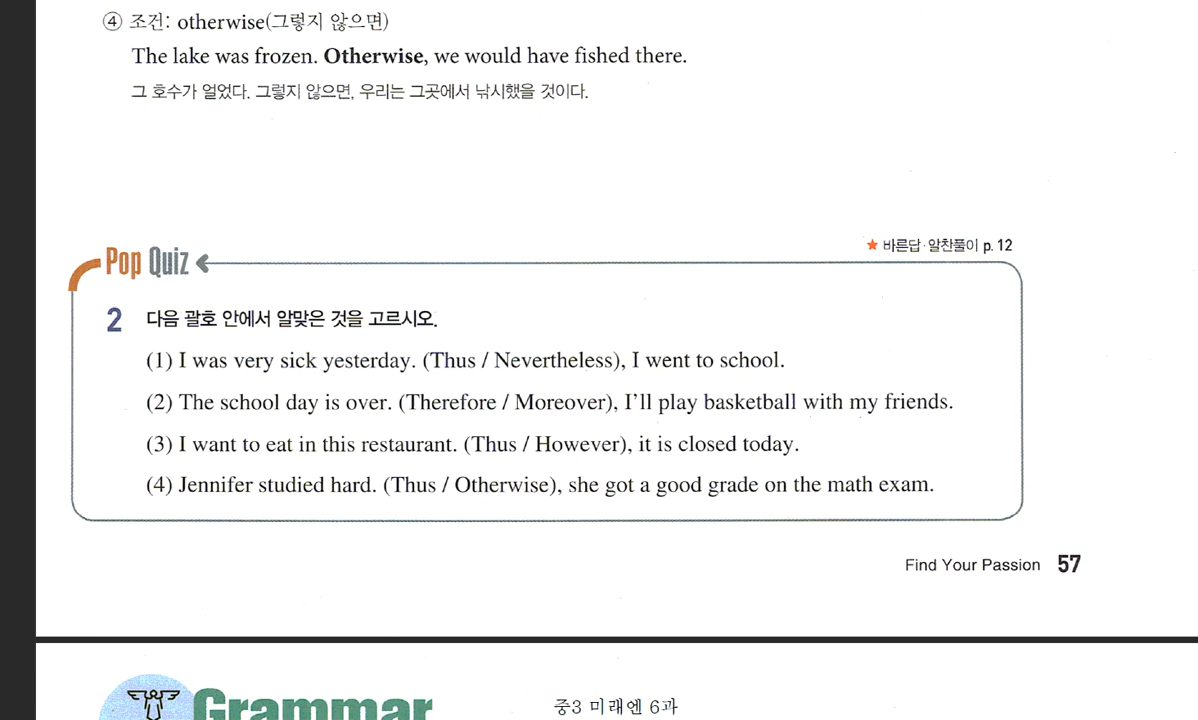 ④ 조건: otherwise(그렇지 않으면)
The lake was frozen. Otherwise, we would have fished there.
그 호수가 얼었다. 그렇지 않으면, 우리는 그곳에서 낚시했을 것이다.
★ 바른답·알찬풀이 p. 12
Pop Quiz
2 다음 괄호 안에서 알맞은 것을 고르시오.
(1) I was very sick yesterday. (Thus / Nevertheless), I went to school.
(2) The school day is over. (Therefore / Moreover), I’ll play basketball with my friends.
(3) I want to eat in this restaurant. (Thus / However), it is closed today.
(4) Jennifer studied hard. (Thus / Otherwise), she got a good grade on the math exam.
Find Your Passion 57
Grammar
중3 미래엔 6과